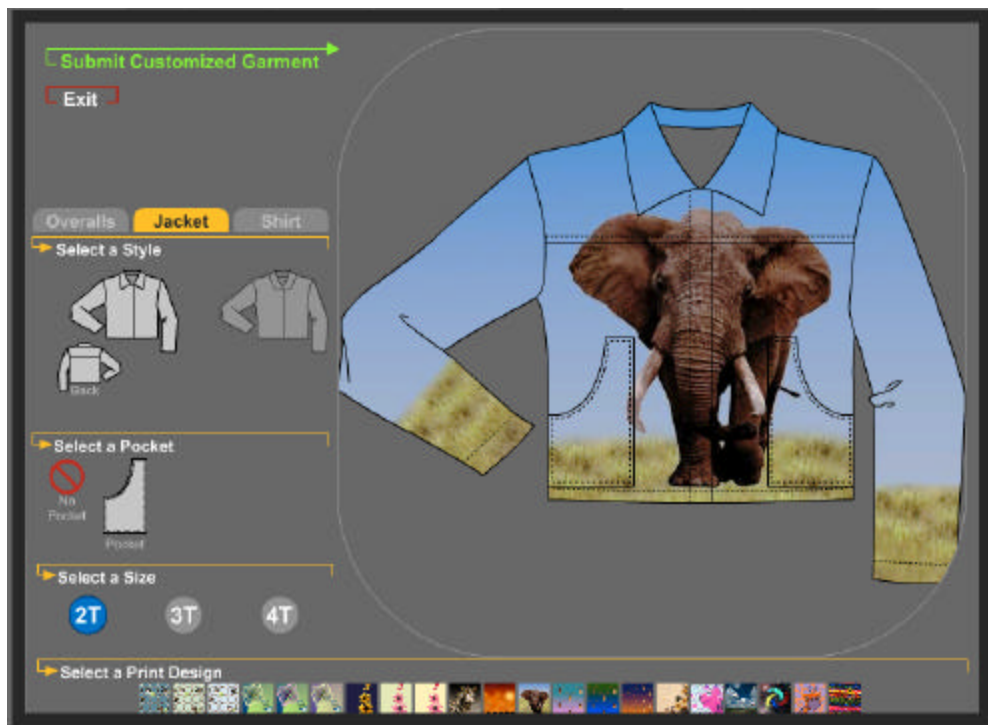 Submit Customized Garment
Exit
Overalls Jacket Shirt
Select a Style
Back
Select a Pocket
No
Pocket
Pocket
Select a Size
2T 3T 4T
Select a Print Design